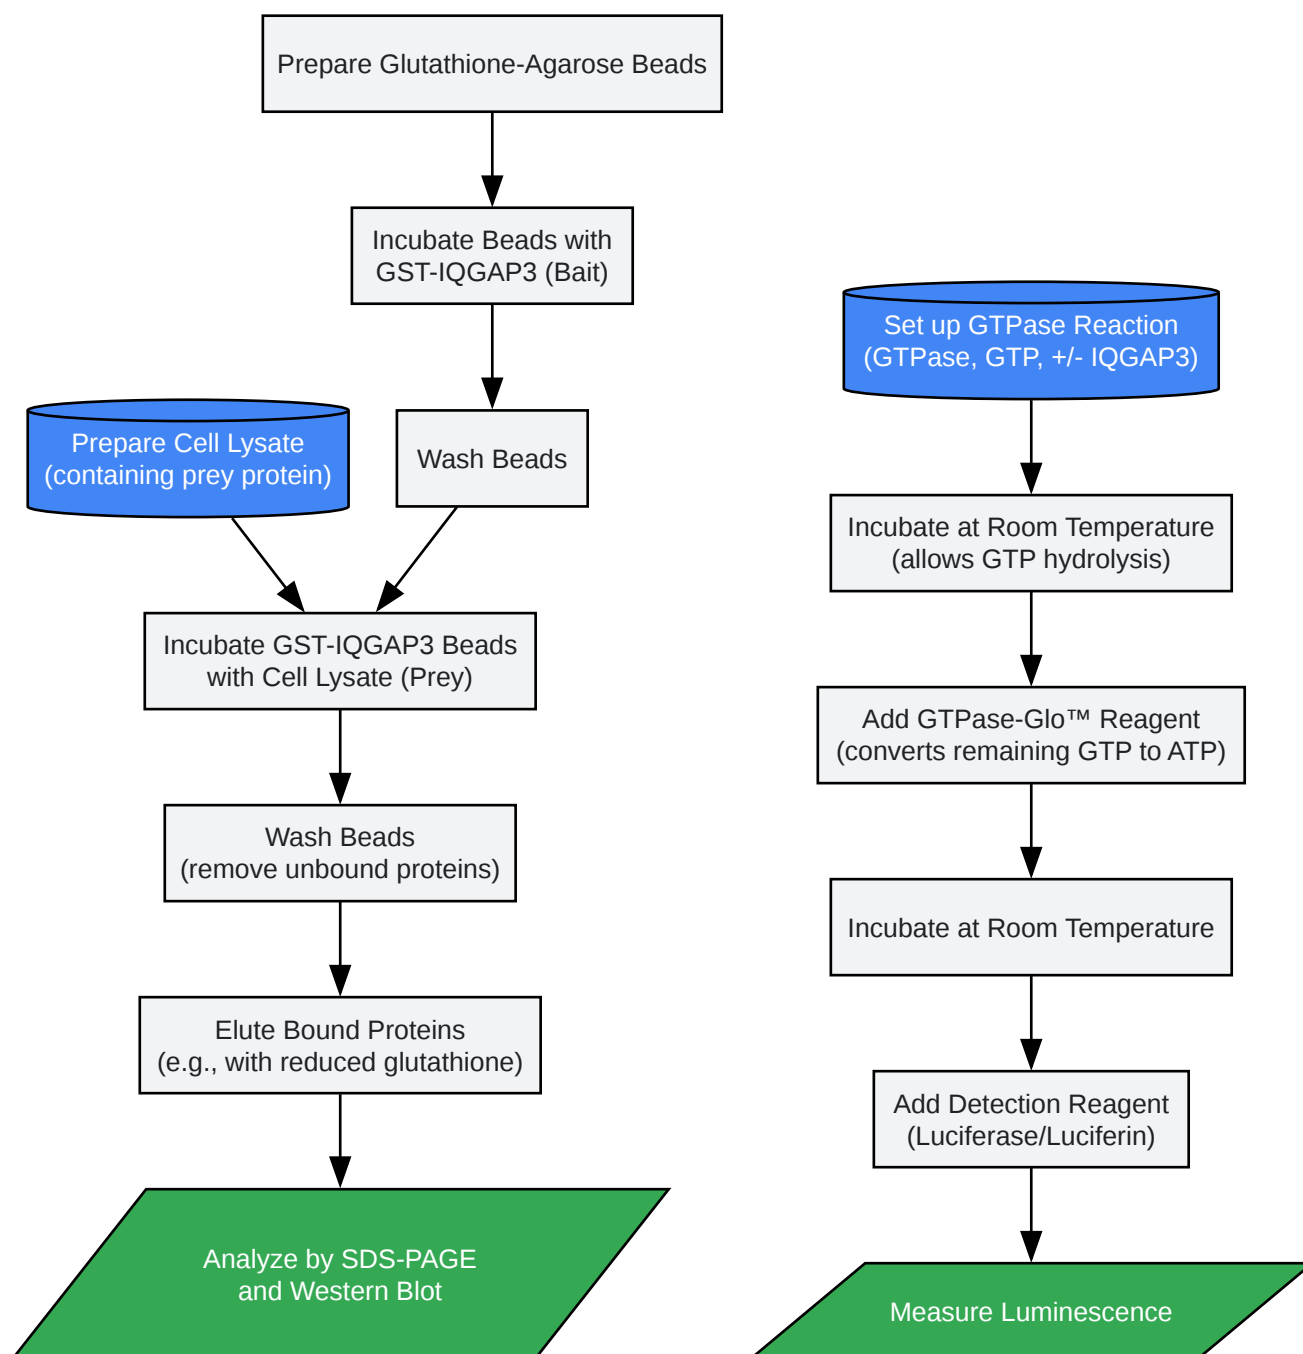 Prepare Glutathione-Agarose Beads
Incubate Beads with
GST-IQGAP3 (Bait)
Prepare Cell Lysate
(containing prey protein)
Wash Beads
Incubate GST-IQGAP3 Beads
with Cell Lysate (Prey)
Wash Beads
(remove unbound proteins)
Elute Bound Proteins
(e.g., with reduced glutathione)
Analyze by SDS-PAGE
and Western Blot
Set up GTPase Reaction
(GTPase, GTP, +/- IQGAP3)
Incubate at Room Temperature
(allows GTP hydrolysis)
Add GTPase-Glo™ Reagent
(converts remaining GTP to ATP)
Incubate at Room Temperature
Add Detection Reagent
(Luciferase/Luciferin)
Measure Luminescence